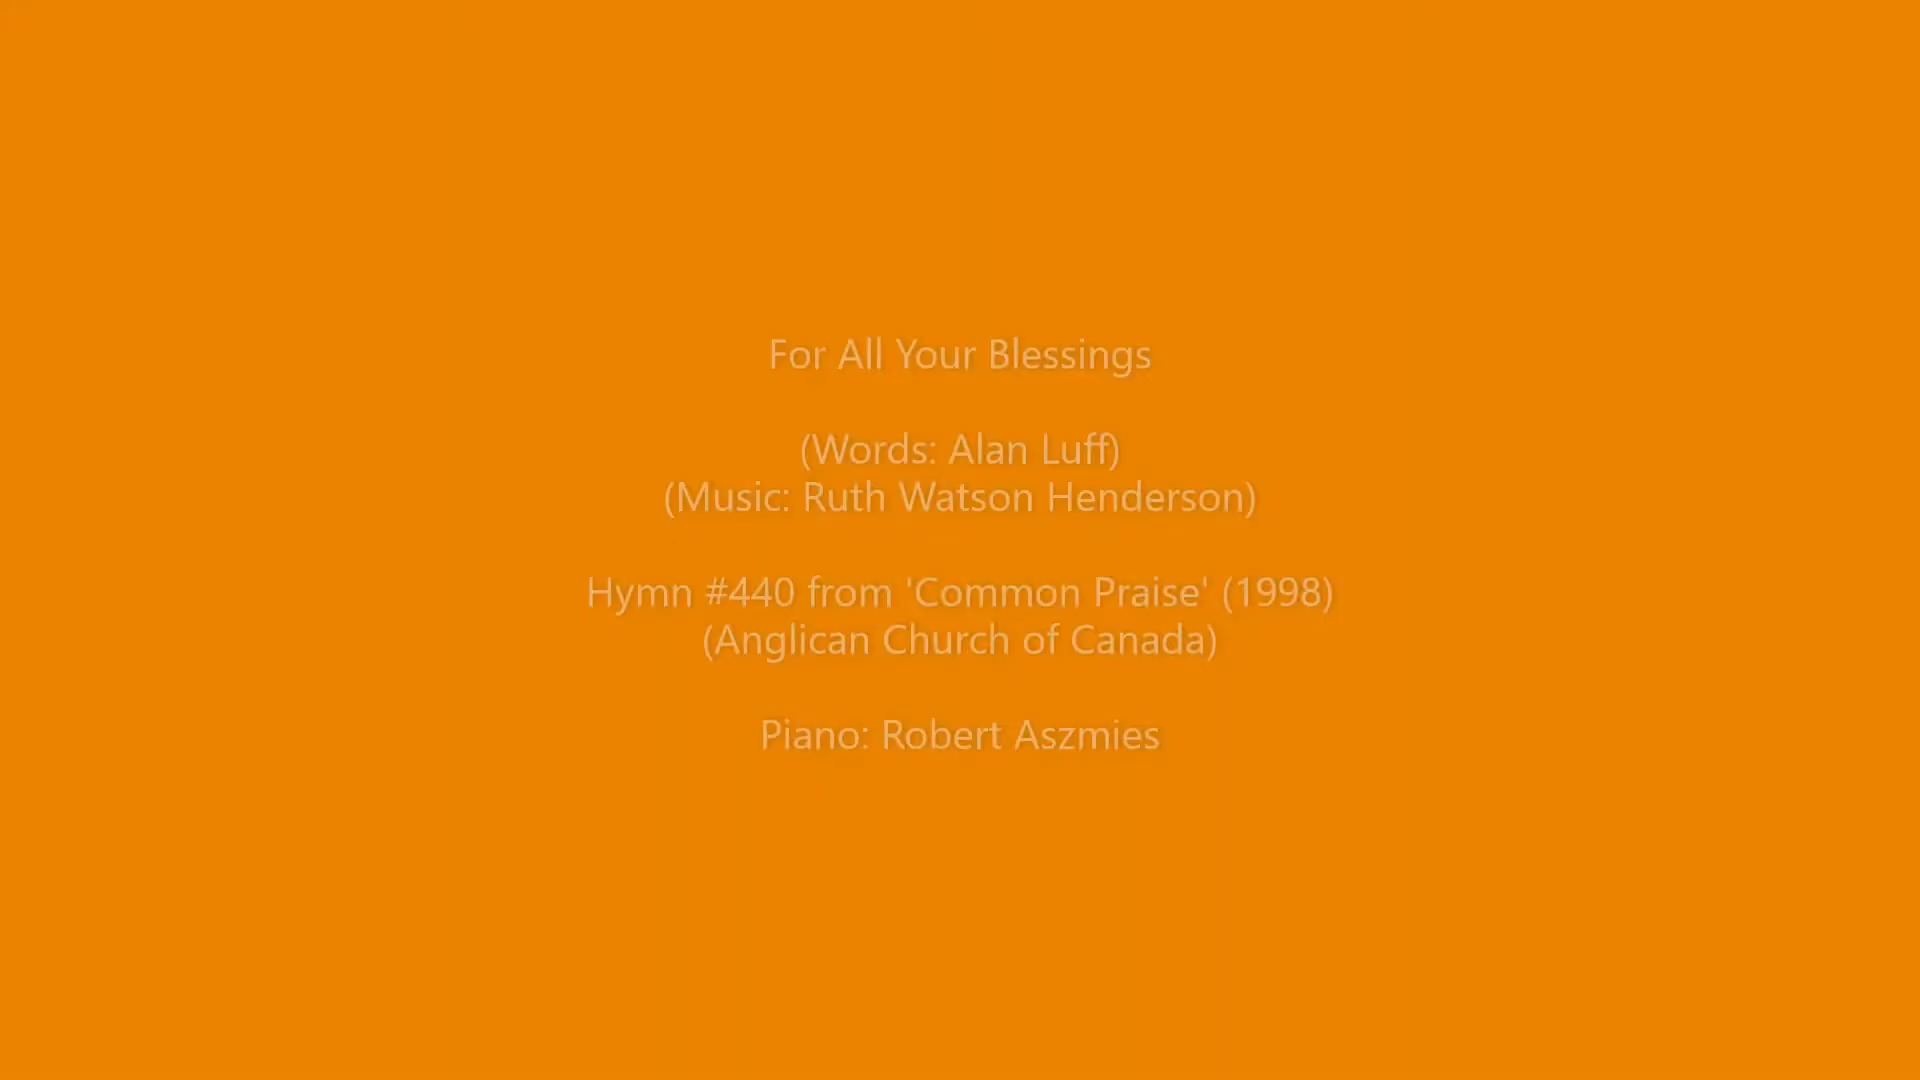 For All Your Blessings
(Words: Alan Luff)
(Music: Ruth Watson Henderson)
Hymn #440 from 'Common Praise' (1998)
(Anglican Church of Canada)
Piano: Robert Aszmies